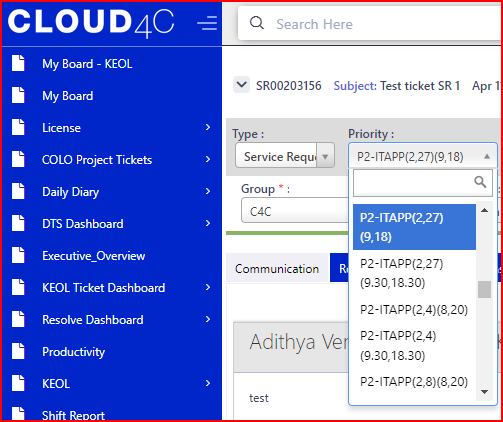 CLOUD4C
Search Here
My Board - KEOL
My Board
License
COLO Project Tickets
Daily Diary
DTS Dashboard
Executive_Overview
KEOL Ticket Dashboard
Resolve Dashboard
Productivity
KEOL
Shift Report
SR00203156 Subject: Test ticket SR 1 Apr
Type : Priority :
Service Requ P2-ITAPP(2,27)(9,18)
Group * :
C4C
P2-ITAPP(2,27)
(9,18)
P2-ITAPP(2,27)
(9.30,18.30)
P2-ITAPP(2,4)(8,20)
P2-ITAPP(2,4)
(9.30,18.30)
P2-ITAPP(2,8)(8,20)
Communication
Adithya
test